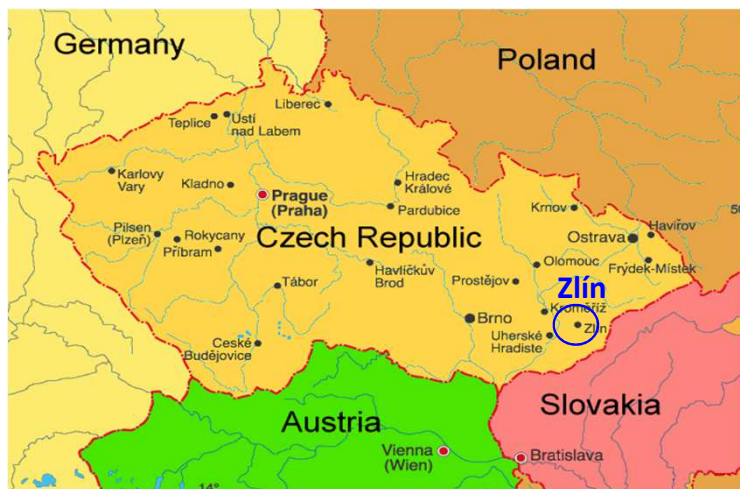 Germany
Poland
Liberec
Teplice
Ústí
nad Labem
Karlovy
Vary
Kladno
Hradec
Králové
Prague
(Praha)
Pardubice
Krnov
Havířov
50
Ostrava
Pilsen
(Plzeň)
Rokycany
Příbram
Czech Republic
Olomouc
Frýdek-Místek
Havlíčkův
Brod
Prostějov
Tábor
Zlín
Kroměříž
Brno
Zlín
Uherské
Hradiste
České
Budějovice
Austria
Slovakia
Vienna
(Wien)
Bratislava
14°